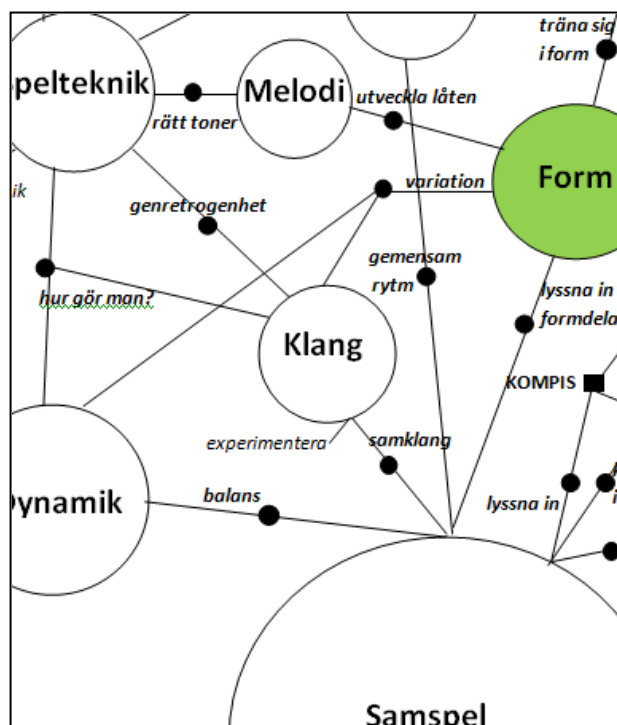 träna sig
i form
pelteknik
Melodi
utveckla låten
rätt toner
Form
ik
variation
genretrogenhet
gemensam
rytm
hur gör man?
lyssna in
formdela
Klang
KOMPIS
experimentera
samklang
balans
lyssna in
i
ynamik
Samspel